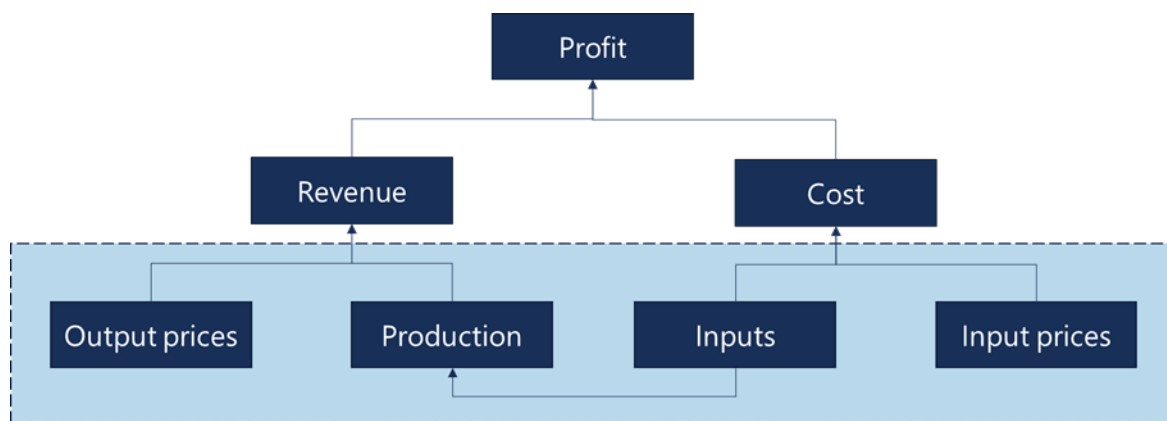 Profit
Revenue
Cost
Output prices
Production
Inputs
Input prices